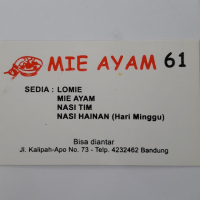 MIE AYAM 61
SEDIA : LOMIE
MIE AYAM
NASI TIM
NASI HAINAN (Hari Minggu)
Bisa diantar
Jl. Kalipah-Apo No. 73 - Telp. 4232462 Bandung